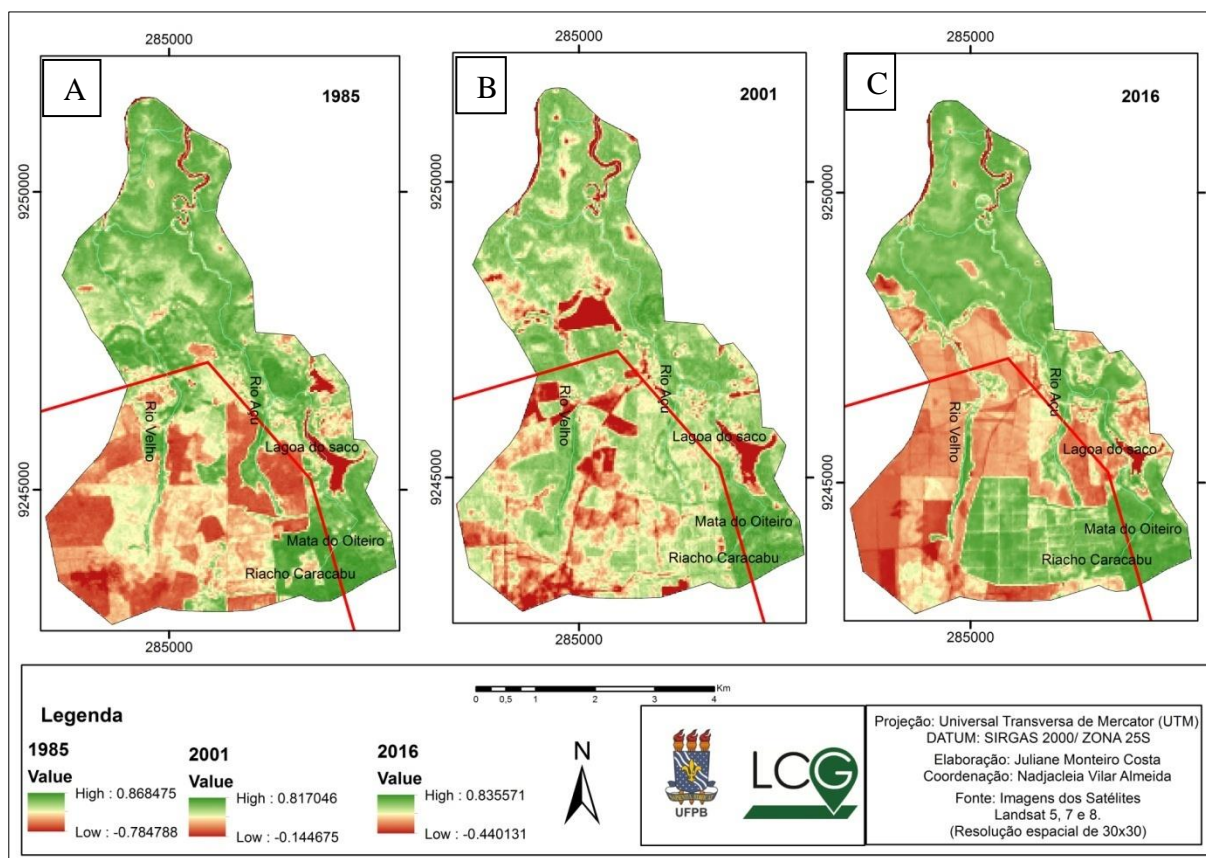 285000
285000
285000
A
1985
B
2001
C
2016
9250000
9250000
9250000
Rio Velho
Rio Açu
Lagoa do saco
Mata do Oiteiro
Riacho Caracabu
Rio Velho
Rio Açu
Lagoa do saco
Mata do Oiteiro
Riacho Caracabu
Rio Velho
Rio Açu
Lagoa do saco
Mata do Oiteiro
Riacho Caracabu
9245000
9245000
9245000
285000
285000
285000
Legenda
1985
Value
High : 0.868475
Low : -0.784788
2001
Value
High : 0.817046
Low : -0.144675
2016
Value
High : 0.835571
Low : -0.440131
0 0,5 1 2 3 4
Km
N
UFPB
LCG
Projeção: Universal Transversa de Mercator (UTM)
DATUM: SIRGAS 2000/ ZONA 25S
Elaboração: Juliane Monteiro Costa
Coordenação: Nadjacleia Vilar Almeida
Fonte: Imagens dos Satélites
Landsat 5, 7 e 8.
(Resolução espacial de 30x30)